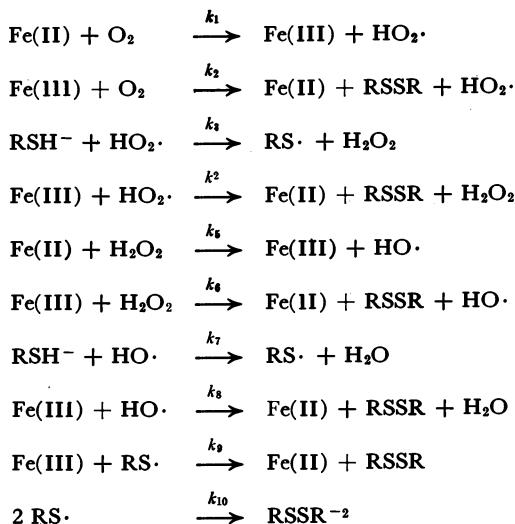 Fe(II) + O₂ —k₁→ Fe(III) + HO₂·
Fe(III) + O₂ —k₂→ Fe(II) + RSSR + HO₂·
RSH⁻ + HO₂· —k₃→ RS· + H₂O₂
Fe(III) + HO₂· —k²→ Fe(II) + RSSR + H₂O₂
Fe(II) + H₂O₂ —k₅→ Fe(III) + HO·
Fe(III) + H₂O₂ —k₆→ Fe(II) + RSSR + HO·
RSH⁻ + HO· —k₇→ RS· + H₂O
Fe(III) + HO· —k₈→ Fe(II) + RSSR + H₂O
Fe(III) + RS· —k₉→ Fe(II) + RSSR
2 RS· —k₁₀→ RSSR⁻²